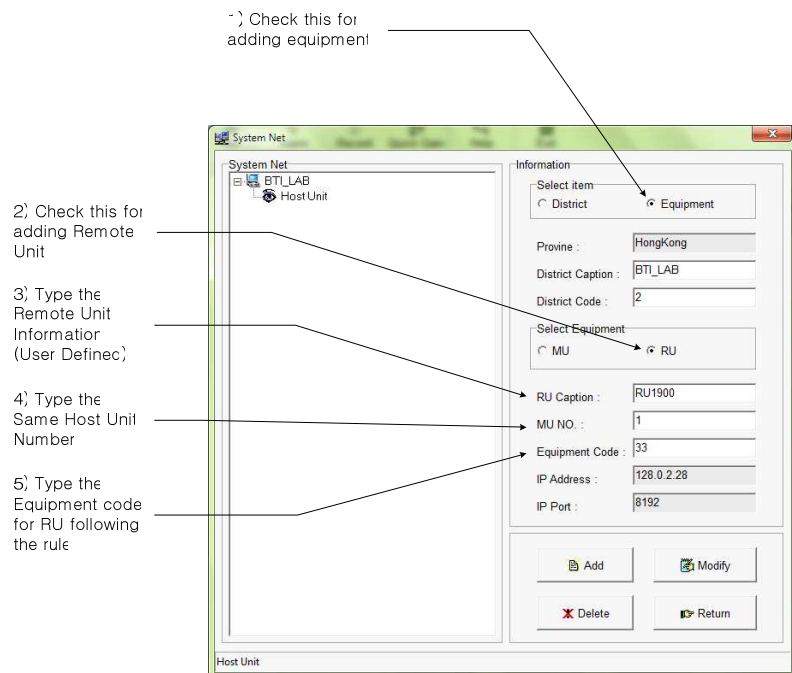 1) Check this for
adding equipment
System Net
System Net
BTI_LAB
Host Unit
Information
Select item
District
Equipment
Provine :
HongKong
District Caption :
BTI_LAB
District Code :
2
Select Equipment
MU
RU
RU Caption :
RU1900
MU NO. :
1
Equipment Code :
33
IP Address :
128.0.2.28
IP Port :
8192
Add
Modify
Delete
Return
Host Unit
2) Check this for
adding Remote
Unit
3) Type the
Remote Unit
Information
(User Defined)
4) Type the
Same Host Unit
Number
5) Type the
Equipment code
for RU following
the rule